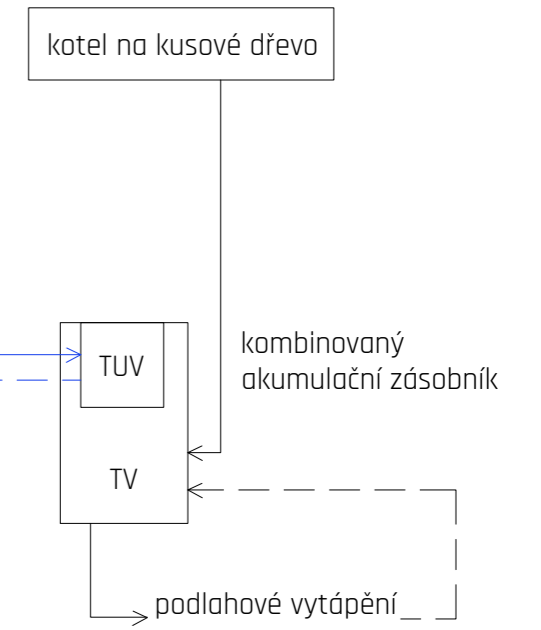 kotel na kusové dřevo
kombinovaný
akumulační zásobník
TUV
TV
podlahové vytápění